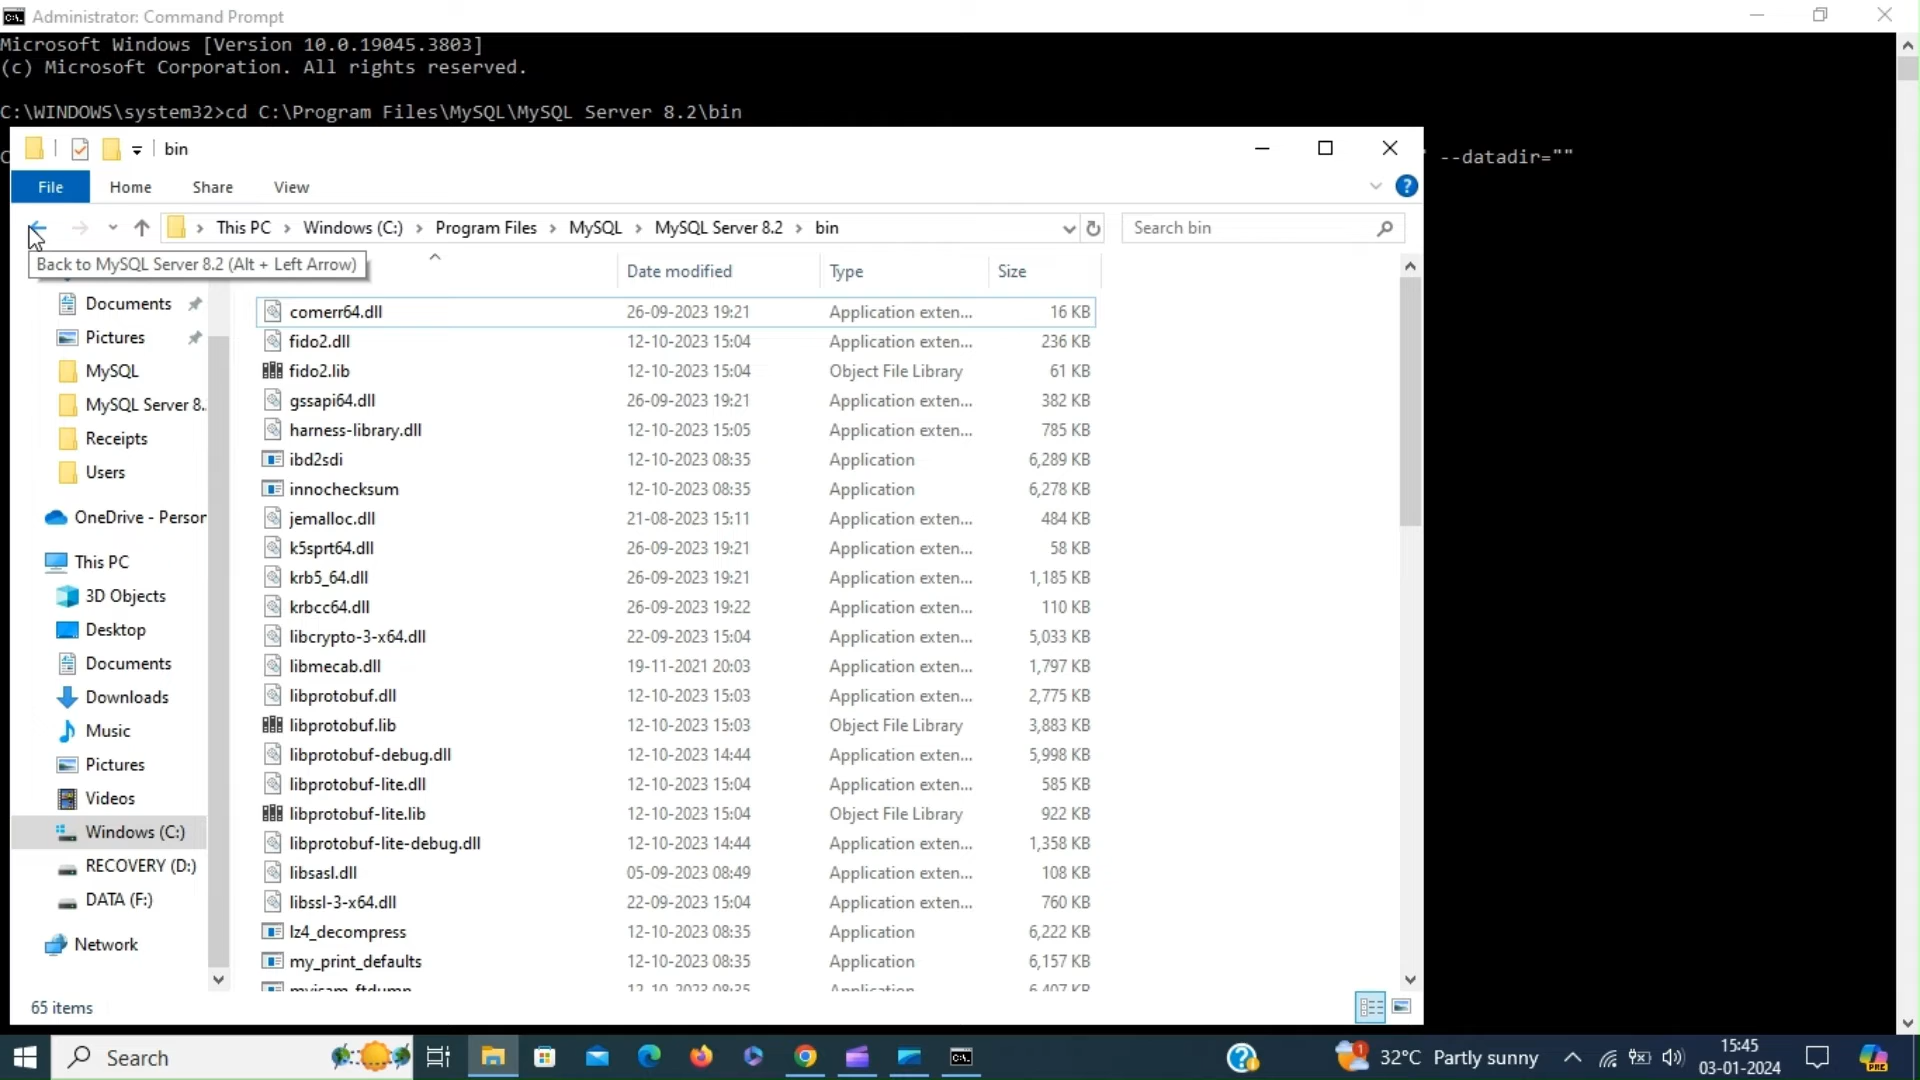 Administrator: Command Prompt
Microsoft Windows [Version 10.0.19045.3803]
(c) Microsoft Corporation. All rights reserved.
C:\WINDOWS\system32>cd C:\Program Files\MySQL\MySQL Server 8.2\bin
--datadir=""
bin
File Home Share View
This PC Windows (C:) Program Files MySQL MySQL Server 8.2 bin Search bin
Back to MySQL Server 8.2 (Alt + Left Arrow)
Date modified Type Size
Documents
Pictures
MySQL
MySQL Server 8.
Receipts
Users
OneDrive - Person
This PC
3D Objects
Desktop
Documents
Downloads
Music
Pictures
Videos
Windows (C:)
RECOVERY (D:)
DATA (F:)
Network
comerr64.dll 26-09-2023 19:21 Application exten... 16 KB
fido2.dll 12-10-2023 15:04 Application exten... 236 KB
fido2.lib 12-10-2023 15:04 Object File Library 61 KB
gssapi64.dll 26-09-2023 19:21 Application exten... 382 KB
harness-library.dll 12-10-2023 15:05 Application exten... 785 KB
ibd2sdi 12-10-2023 08:35 Application 6,289 KB
innochecksum 12-10-2023 08:35 Application 6,278 KB
jemalloc.dll 21-08-2023 15:11 Application exten... 484 KB
k5sprt64.dll 26-09-2023 19:21 Application exten... 58 KB
krb5_64.dll 26-09-2023 19:21 Application exten... 1,185 KB
krbcc64.dll 26-09-2023 19:22 Application exten... 110 KB
libcrypto-3-x64.dll 22-09-2023 15:04 Application exten... 5,033 KB
libmecab.dll 19-11-2021 20:03 Application exten... 1,797 KB
libprotobuf.dll 12-10-2023 15:03 Application exten... 2,775 KB
libprotobuf.lib 12-10-2023 15:03 Object File Library 3,883 KB
libprotobuf-debug.dll 12-10-2023 14:44 Application exten... 5,998 KB
libprotobuf-lite.dll 12-10-2023 15:04 Application exten... 585 KB
libprotobuf-lite.lib 12-10-2023 15:04 Object File Library 922 KB
libprotobuf-lite-debug.dll 12-10-2023 14:44 Application exten... 1,358 KB
libsasl.dll 05-09-2023 08:49 Application exten... 108 KB
libssl-3-x64.dll 22-09-2023 15:04 Application exten... 760 KB
lz4_decompress 12-10-2023 08:35 Application 6,222 KB
my_print_defaults 12-10-2023 08:35 Application 6,157 KB
myisam_ftdump 12-10-2023 08:35 Application 6,407 KB
65 items
Search
32°C Partly sunny
15:45
03-01-2024